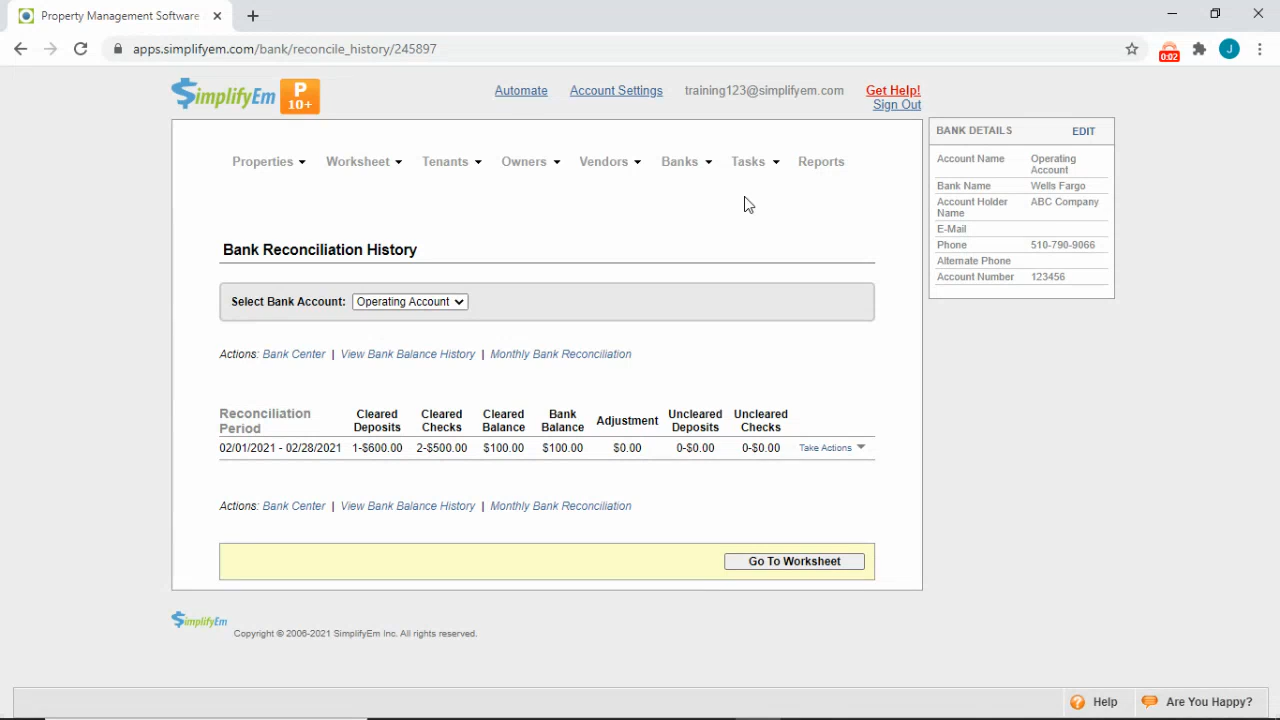 Property Management Software
apps.simplifyem.com/bank/reconcile_history/245897
0:02
J
SimplifyEm P 10+
Automate Account Settings training123@simplifyem.com Get Help!
Sign Out
Properties Worksheet Tenants Owners Vendors Banks Tasks Reports
BANK DETAILS EDIT
Account Name Operating Account
Bank Name Wells Fargo
Account Holder Name ABC Company
E-Mail
Phone 510-790-9066
Alternate Phone
Account Number 123456
Bank Reconciliation History
Select Bank Account: Operating Account
Actions: Bank Center | View Bank Balance History | Monthly Bank Reconciliation
Reconciliation Period Cleared Deposits Cleared Checks Cleared Balance Bank Balance Adjustment Uncleared Deposits Uncleared Checks
02/01/2021 - 02/28/2021 1-$600.00 2-$500.00 $100.00 $100.00 $0.00 0-$0.00 0-$0.00 Take Actions
Actions: Bank Center | View Bank Balance History | Monthly Bank Reconciliation
Go To Worksheet
SimplifyEm
Copyright © 2006-2021 SimplifyEm Inc. All rights reserved.
Help Are You Happy?